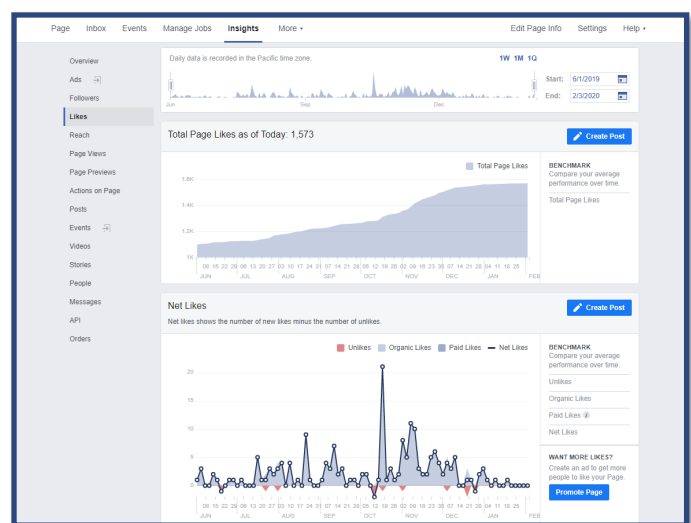 Page Inbox Events Manage Jobs Insights More Edit Page Info Settings Help
Overview
Ads
Followers
Likes
Reach
Page Views
Page Previews
Actions on Page
Posts
Events
Videos
Stories
People
Messages
API
Orders
Daily data is recorded in the Pacific time zone.
1W 1M 1Q
Start: 6/1/2019
End: 2/3/2020
Jun Sep Dec
Total Page Likes as of Today: 1,573
Create Post
Total Page Likes
1.6K
1.4K
1.2K
1K
JUN JUL AUG SEP OCT NOV DEC JAN FEB
BENCHMARK
Compare your average
performance over time.
Total Page Likes
Net Likes
Net likes shows the number of new likes minus the number of unlikes.
Create Post
Unlikes Organic Likes Paid Likes Net Likes
20
15
10
5
0
JUN JUL AUG SEP OCT NOV DEC JAN FEB
BENCHMARK
Compare your average
performance over time.
Unlikes
Organic Likes
Paid Likes
Net Likes
WANT MORE LIKES?
Create an ad to get more
people to like your Page.
Promote Page